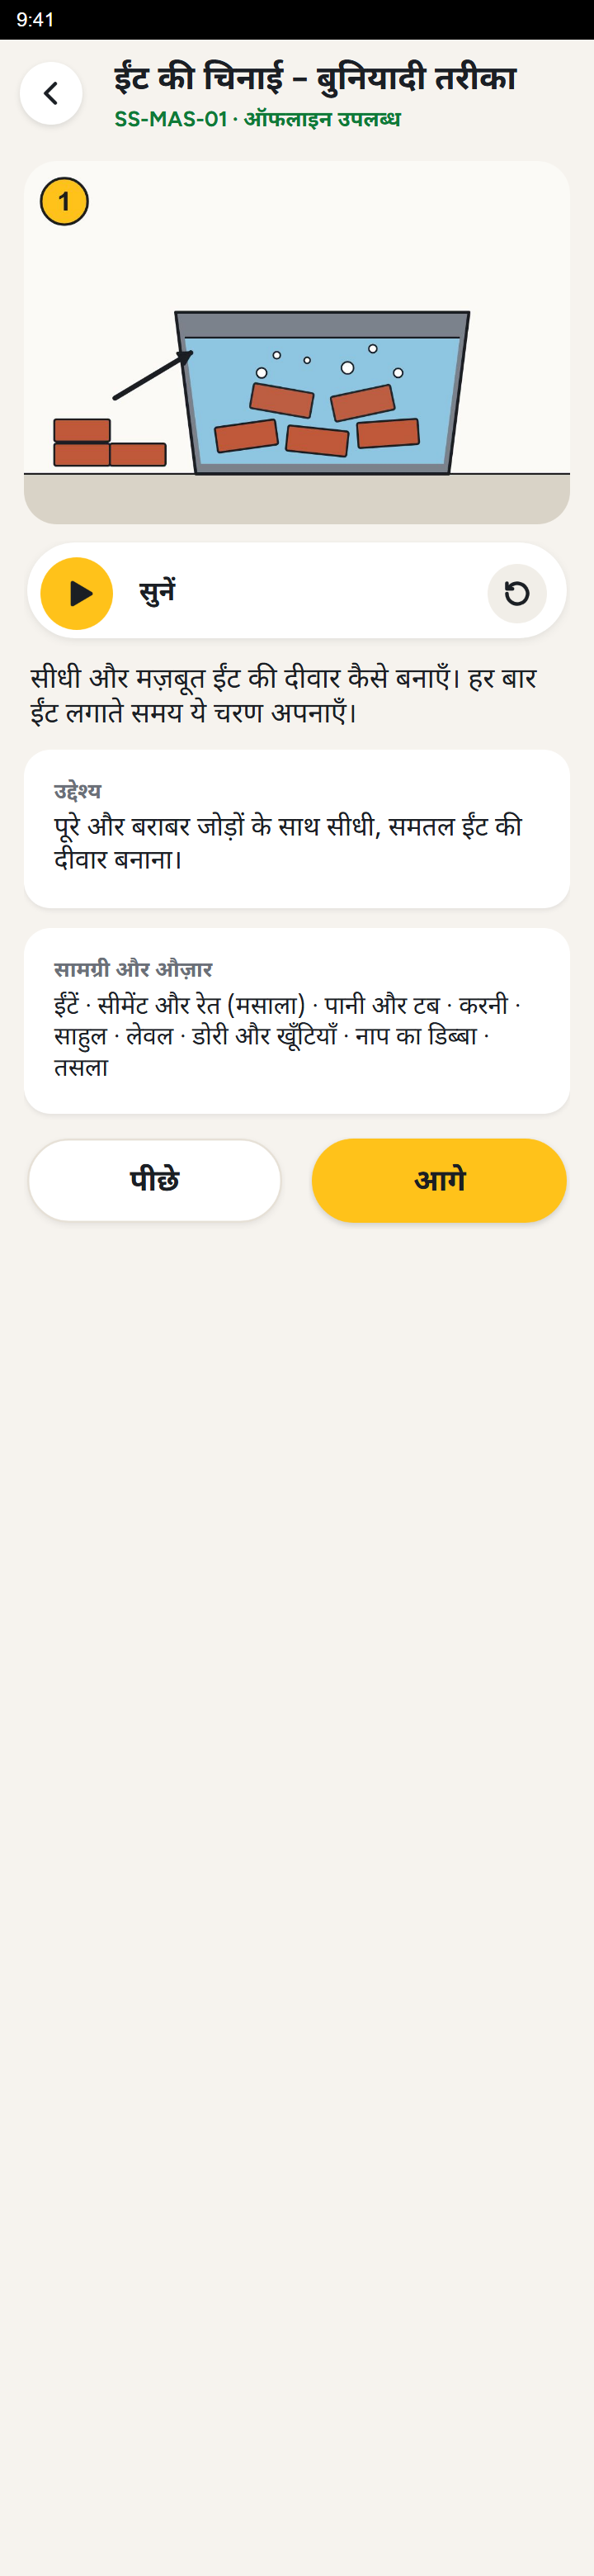 9:41
ईंट की चिनाई – बुनियादी तरीका
SS-MAS-01 · ऑफलाइन उपलब्ध
1
सुनें
सीधी और मज़बूत ईंट की दीवार कैसे बनाएँ। हर बार
ईंट लगाते समय ये चरण अपनाएँ।
उद्देश्य
पूरे और बराबर जोड़ों के साथ सीधी, समतल ईंट की
दीवार बनाना।
सामग्री और औज़ार
ईंटें · सीमेंट और रेत (मसाला) · पानी और टब · करनी ·
साहुल · लेवल · डोरी और खूँटियाँ · नाप का डिब्बा ·
तसला
पीछे
आगे